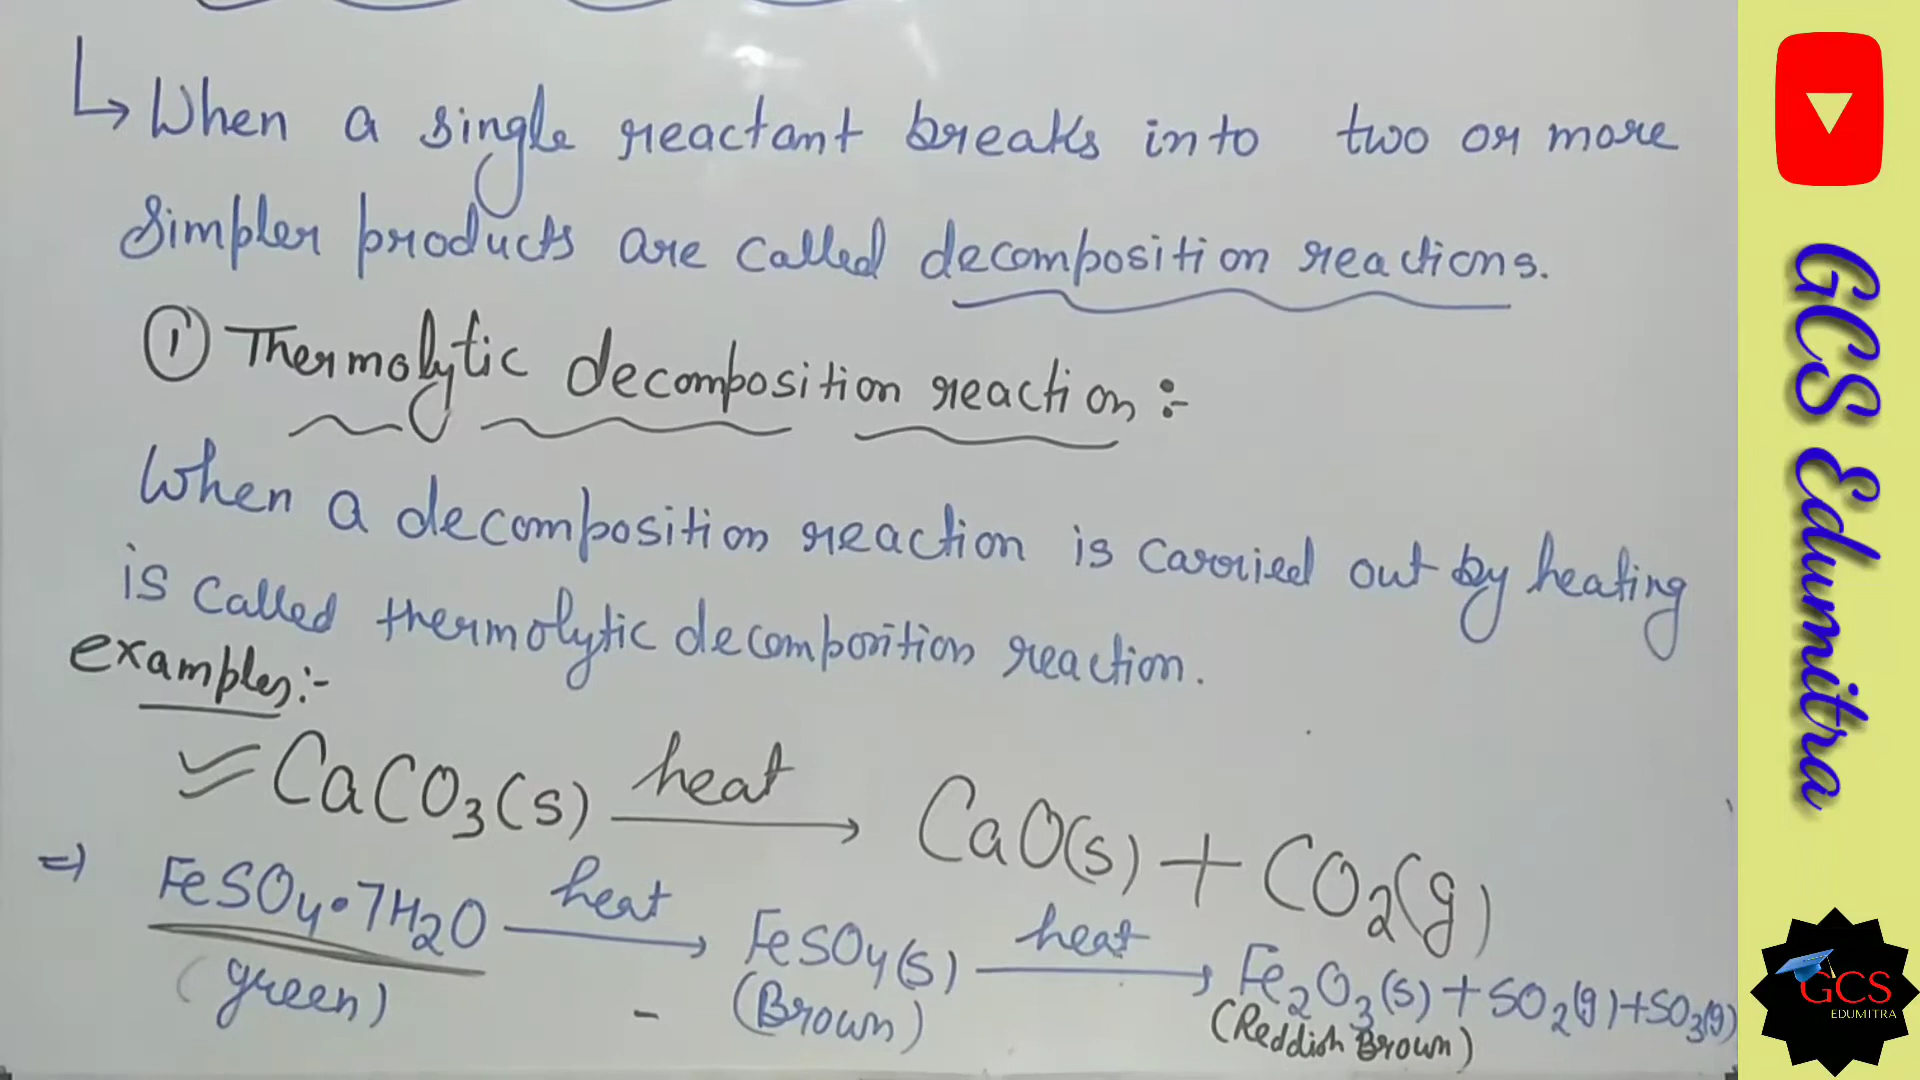 ↳ When a single reactant breaks into two or more
simpler products are called decomposition reactions.
① Thermolytic decomposition reaction :-
When a decomposition reaction is carried out by heating
is called thermolytic decomposition reaction.
examples:-
CaCO₃(s) heat → CaO(s) + CO₂(g)
⇒ FeSO₄•7H₂O heat → FeSO₄(s) heat → Fe₂O₃(s) + SO₂(g) + SO₃(g)
(green) (Brown) (Reddish Brown)
GCS Edumitra
GCS
EDUMITRA